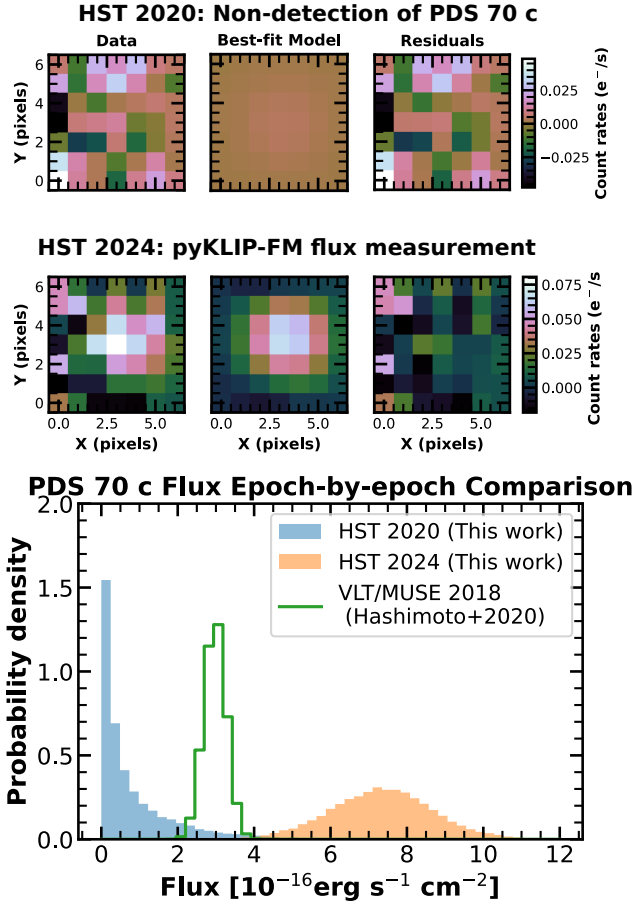 HST 2020: Non-detection of PDS 70 c
Data Best-fit Model Residuals
Y (pixels)
6
4
2
0
0.025
0.000
−0.025
Count rates (e⁻/s)
HST 2024: pyKLIP-FM flux measurement
Y (pixels)
6
4
2
0
0.0 2.5 5.0 0.0 2.5 5.0 0.0 2.5 5.0
X (pixels) X (pixels) X (pixels)
0.075
0.050
0.025
0.000
Count rates (e⁻/s
PDS 70 c Flux Epoch-by-epoch Comparison
Probability density
2.0
1.5
1.0
0.5
0.0
HST 2020 (This work)
HST 2024 (This work)
VLT/MUSE 2018
(Hashimoto+2020)
0 2 4 6 8 10 12
Flux [10⁻¹⁶erg s⁻¹ cm⁻²]